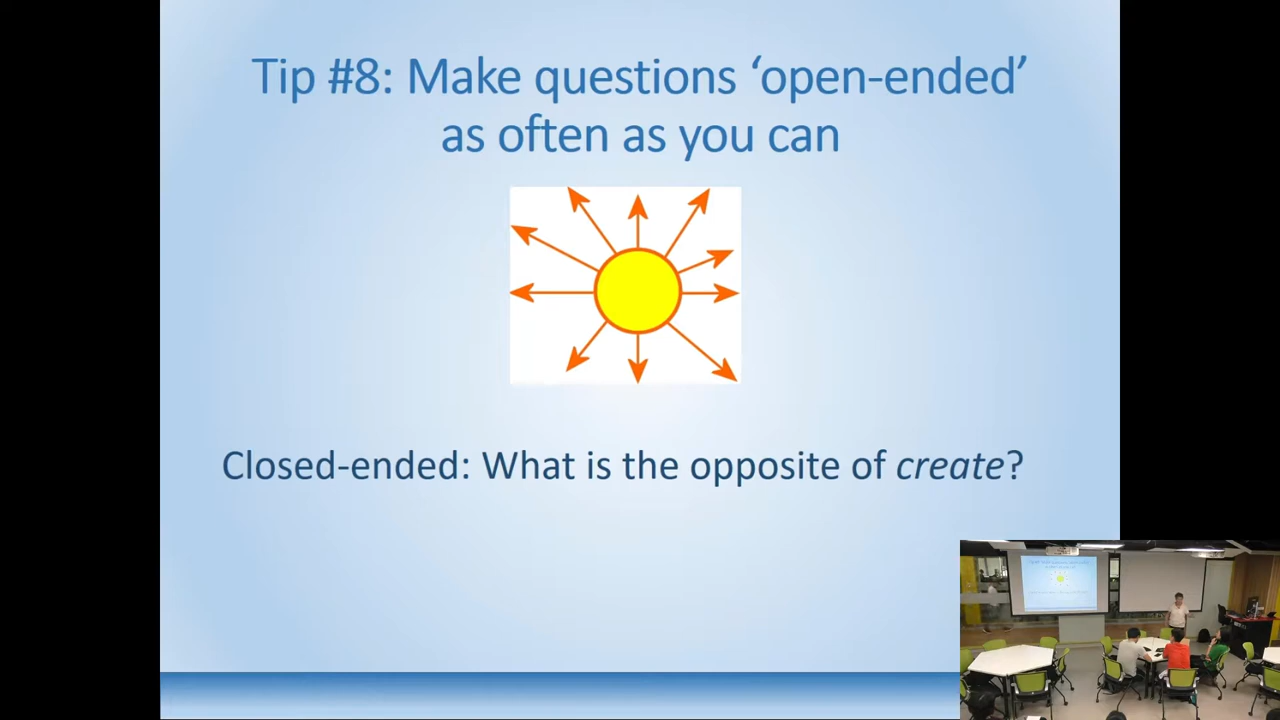 Tip #8: Make questions ‘open-ended’
as often as you can
Closed-ended: What is the opposite of create?